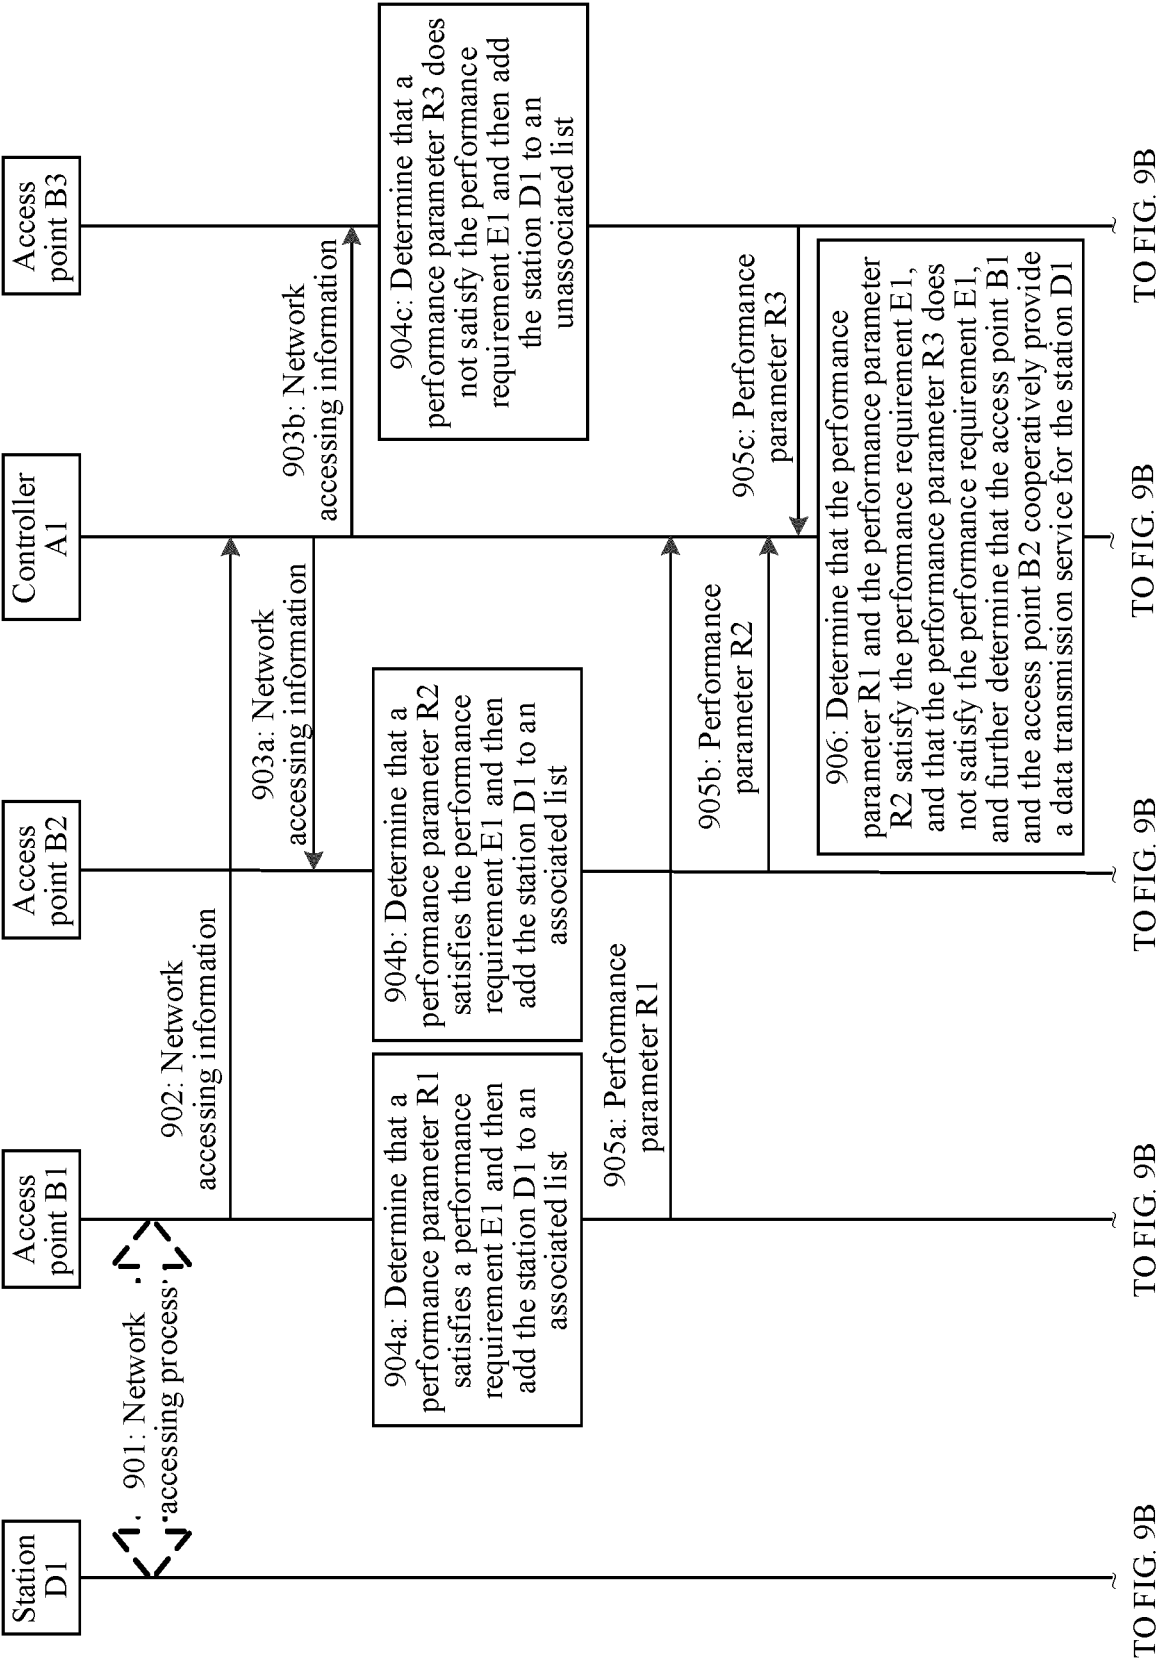 Station
D1
Access
point B1
Access
point B2
Controller
A1
Access
point B3
901: Network
accessing process
902: Network
accessing information
903a: Network
accessing information
903b: Network
accessing information
904a: Determine that a
performance parameter R1
satisfies a performance
requirement E1 and then
add the station D1 to an
associated list
904b: Determine that a
performance parameter R2
satisfies the performance
requirement E1 and then
add the station D1 to an
associated list
904c: Determine that a
performance parameter R3 does
not satisfy the performance
requirement E1 and then add
the station D1 to an
unassociated list
905a: Performance
parameter R1
905b: Performance
parameter R2
905c: Performance
parameter R3
906: Determine that the performance
parameter R1 and the performance parameter
R2 satisfy the performance requirement E1,
and that the performance parameter R3 does
not satisfy the performance requirement E1,
and further determine that the access point B1
and the access point B2 cooperatively provide
a data transmission service for the station D1
TO FIG. 9B
TO FIG. 9B
TO FIG. 9B
TO FIG. 9B
TO FIG. 9B